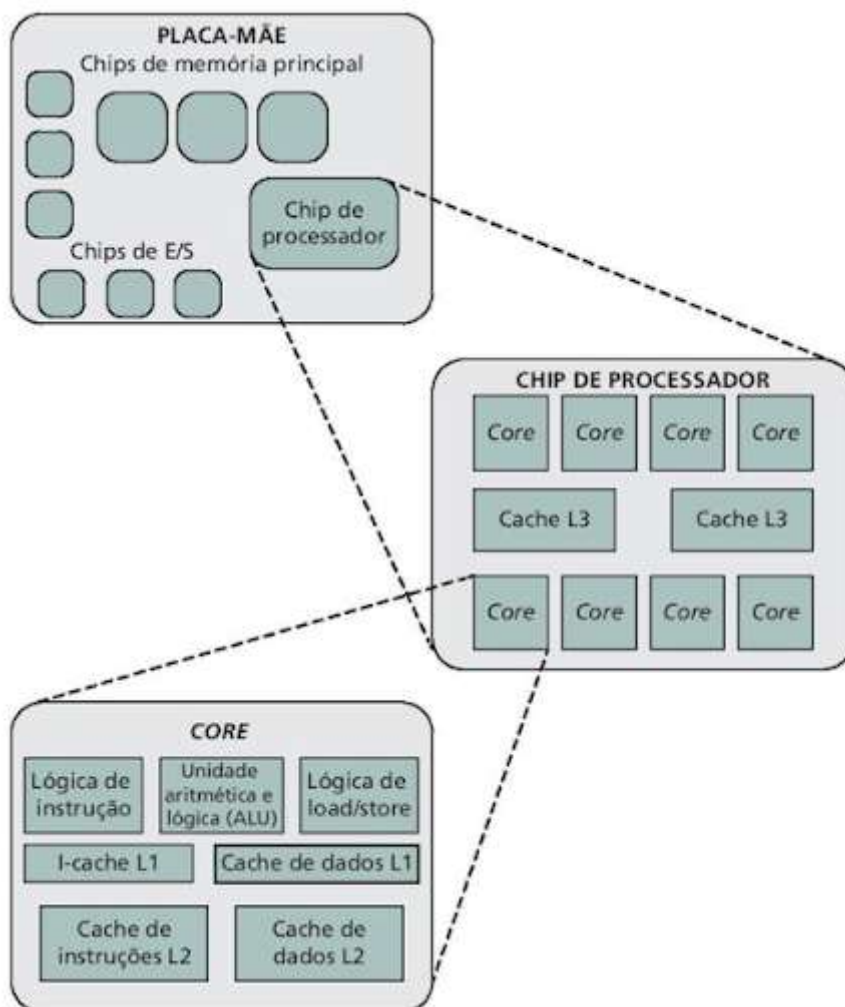 PLACA-MÃE
Chips de memória principal
Chip de
processador
Chips de E/S
CHIP DE PROCESSADOR
Core Core Core Core
Cache L3 Cache L3
Core Core Core Core
CORE
Lógica de
instrução
Unidade
aritmética e
lógica (ALU)
Lógica de
load/store
I-cache L1 Cache de dados L1
Cache de
instruções L2
Cache de
dados L2